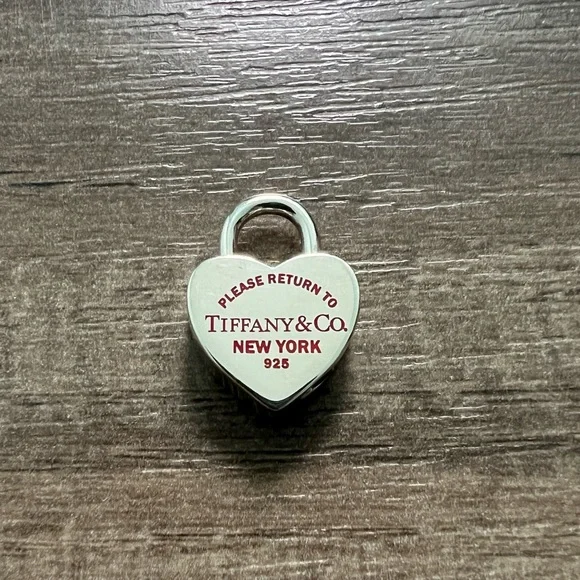 PLEASE RETURN TO
TIFFANY & CO.
NEW YORK
925